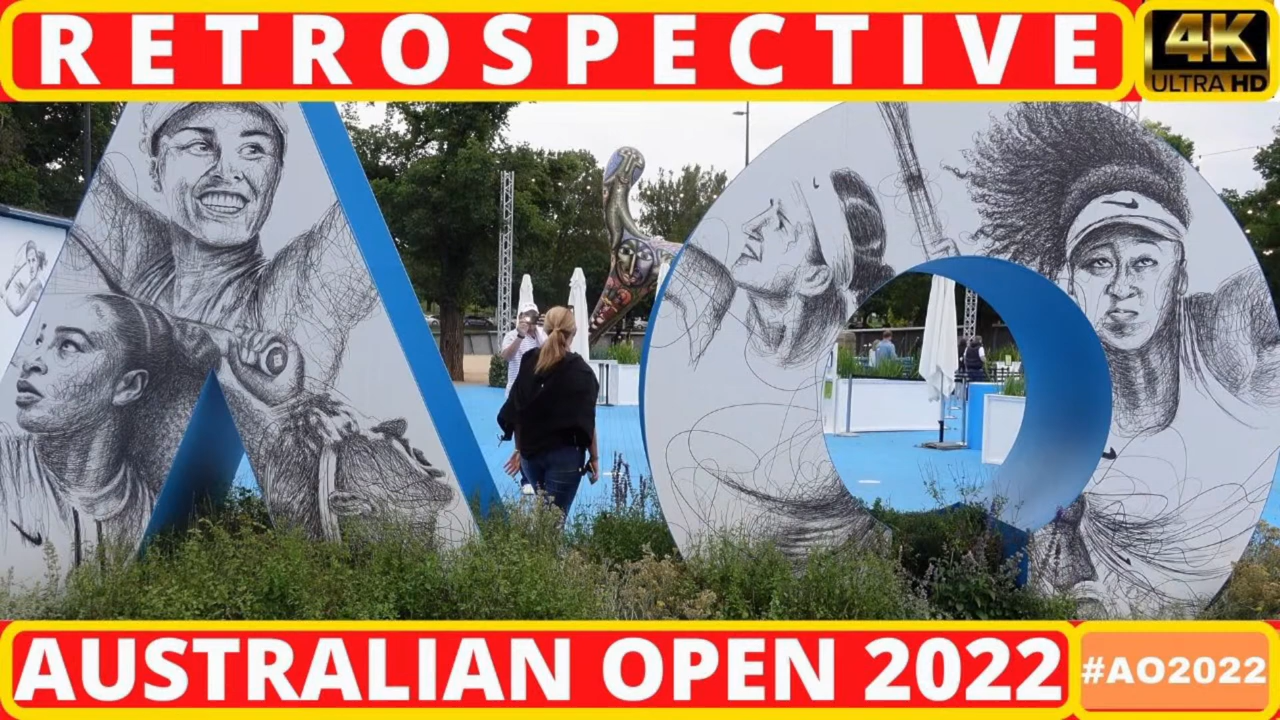 RETROSPECTIVE
4K
ULTRA HD
AUSTRALIAN OPEN 2022
#AO2022